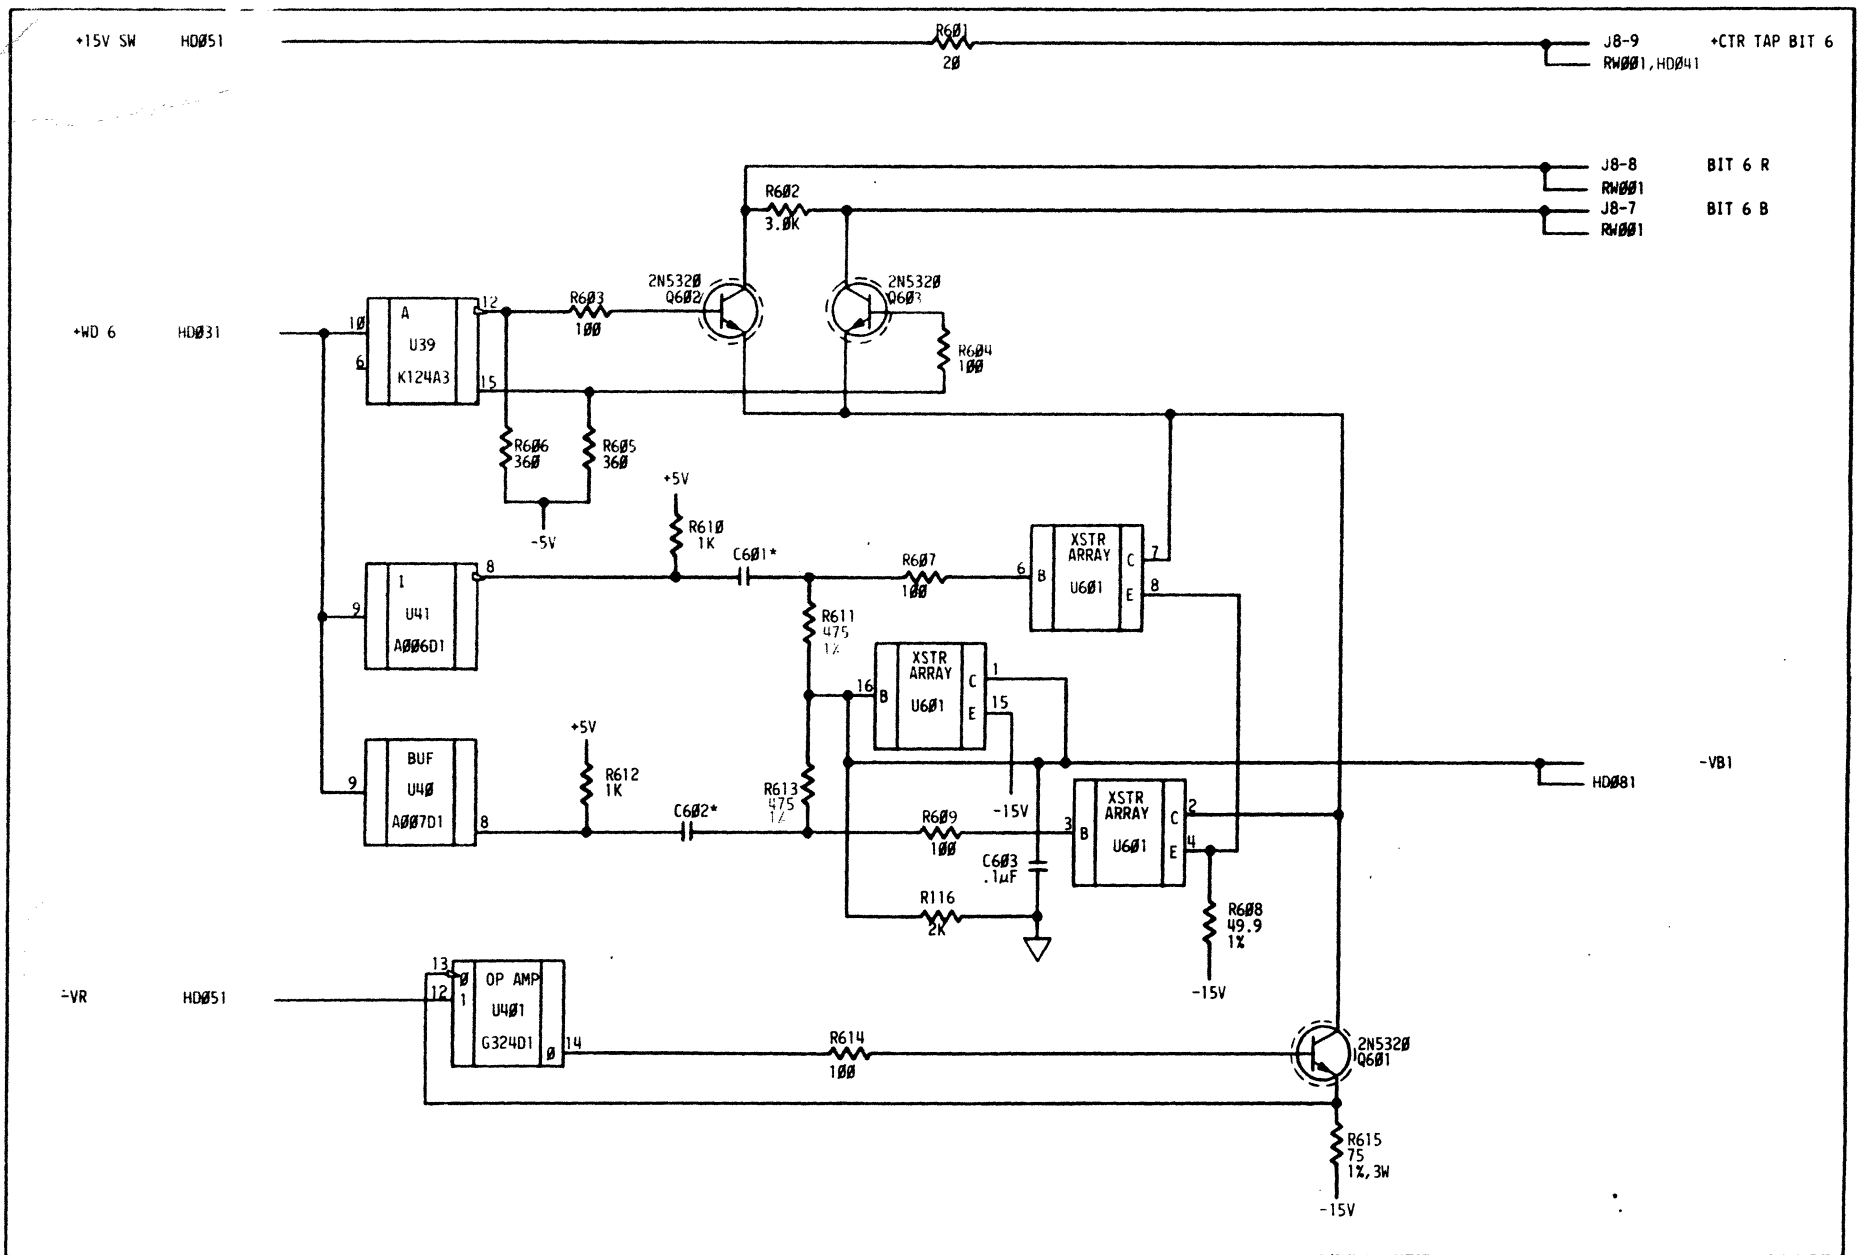 +15V SW HDØ51 R6Ø1 2Ø J8-9 +CTR TAP BIT 6
RWØØ1,HDØ41
J8-8 BIT 6 R
RWØØ1
R6Ø2 3.ØK
J8-7 BIT 6 B
RWØØ1
2N532Ø Q6Ø2
2N532Ø Q6Ø3
+WD 6 HDØ31
10 6 A U39 K124A3 12 15
R6Ø3 1ØØ
R6Ø4 1ØØ
R6Ø6 36Ø
R6Ø5 36Ø
-5V
+5V
R61Ø 1K
C6Ø1*
R6Ø7 1ØØ
6 B XSTR ARRAY U6Ø1 C E 7 8
9 I U41 AØØ6D1 8
R611 475 1%
16 B XSTR ARRAY U6Ø1 C E 1 15
-15V
-VB1
HDØ81
+5V
R612 1K
9 BUF U4Ø AØØ7D1 8
C6Ø2*
R613 475 1%
R6Ø9 1ØØ
3 B XSTR ARRAY U6Ø1 C E 2 4
C6Ø3 .1µF
R116 2K
R6Ø8 49.9 1%
-15V
-VR HDØ51
13 12 Ø 1 OP AMP U4Ø1 G324D1 Ø 14
R614 1ØØ
2N532Ø Q6Ø1
R615 75 1%,3W
-15V